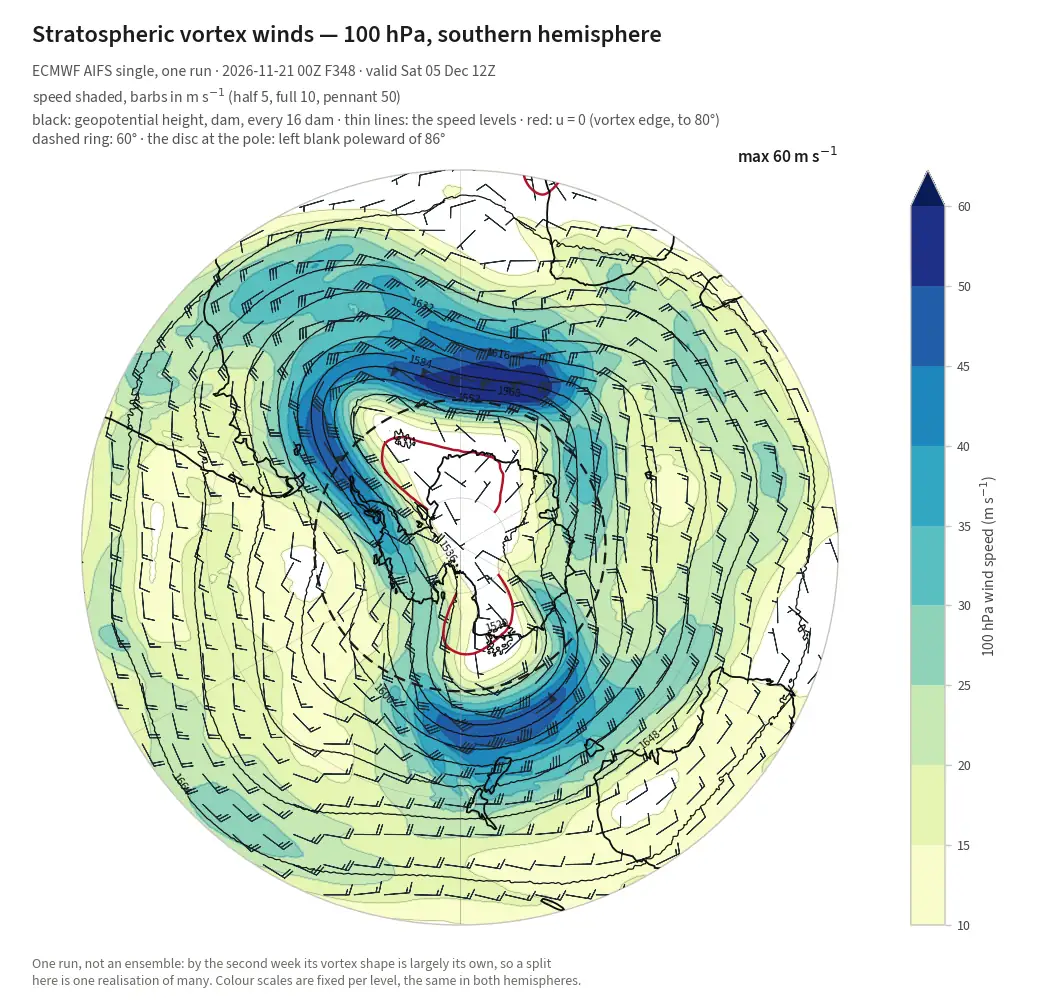 Stratospheric vortex winds — 100 hPa, southern hemisphere
ECMWF AIFS single, one run · 2026-11-21 00Z F348 · valid Sat 05 Dec 12Z
speed shaded, barbs in m s⁻¹ (half 5, full 10, pennant 50)
black: geopotential height, dam, every 16 dam · thin lines: the speed levels · red: u = 0 (vortex edge, to 80°)
dashed ring: 60° · the disc at the pole: left blank poleward of 86°
max 60 m s⁻¹
60
50
45
40
35
30
25
20
15
10
100 hPa wind speed (m s⁻¹)
1632
1616
1584
1568
1552
1536
1520
1600
1648
One run, not an ensemble: by the second week its vortex shape is largely its own, so a split
here is one realisation of many. Colour scales are fixed per level, the same in both hemispheres.